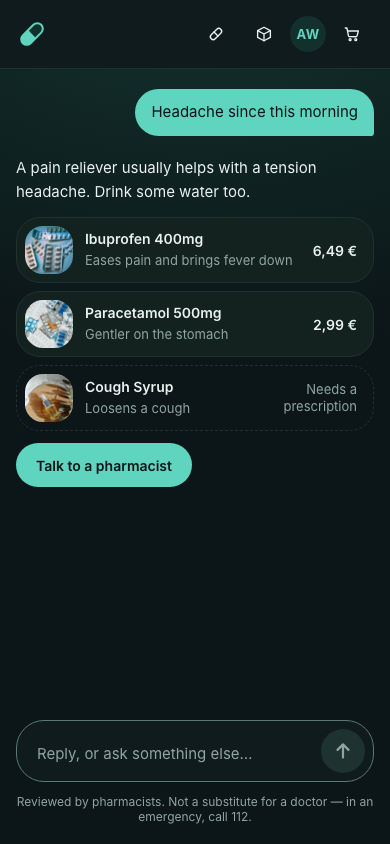 AW
Headache since this morning
A pain reliever usually helps with a tension
headache. Drink some water too.
Ibuprofen 400mg
Eases pain and brings fever down
6,49 €
Paracetamol 500mg
Gentler on the stomach
2,99 €
Cough Syrup
Loosens a cough
Needs a
prescription
Talk to a pharmacist
Reply, or ask something else...
Reviewed by pharmacists. Not a substitute for a doctor — in an
emergency, call 112.